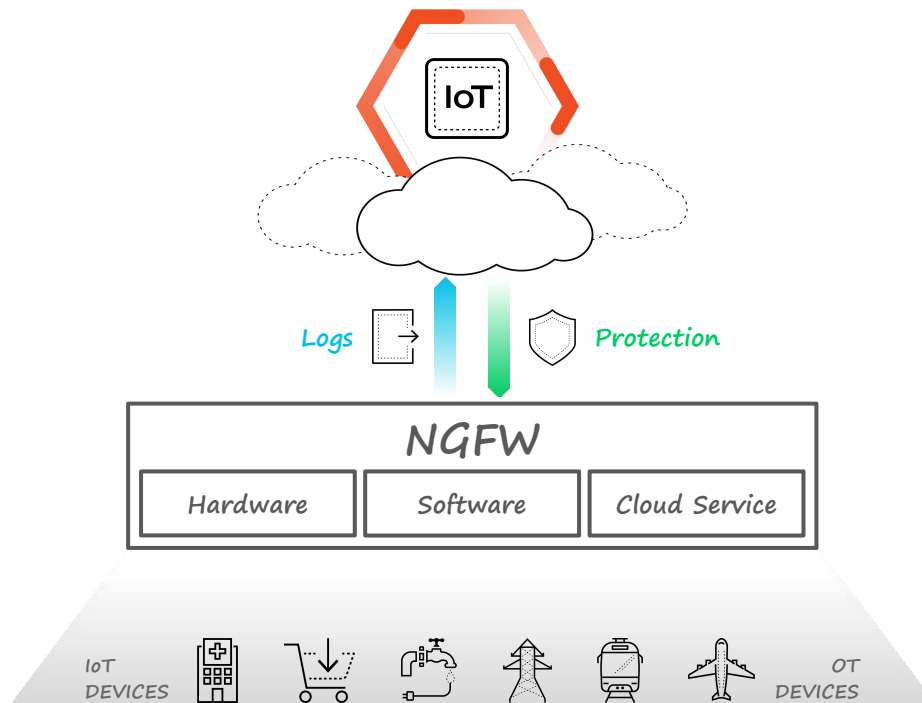 IoT
Logs
Protection
NGFW
Hardware
Software
Cloud Service
IoT
DEVICES
OT
DEVICES